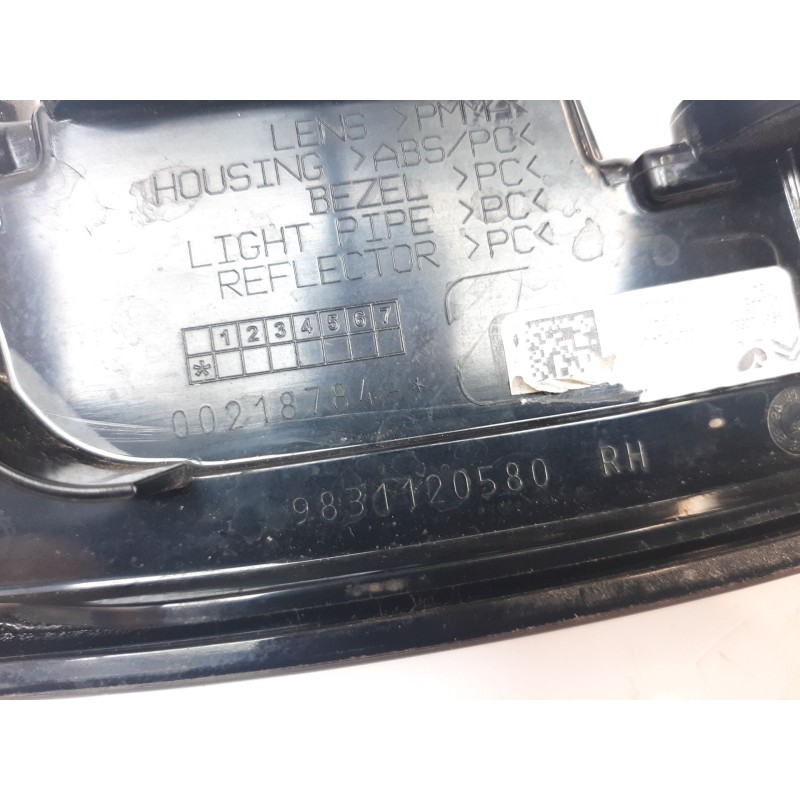 LENS >PMMA<
HOUSING >ABS/PC<
BEZEL >PC<
LIGHT PIPE >PC<
REFLECTOR >PC<
1 2 3 4 5 6 7
*
00218784-*
9831120580 RH